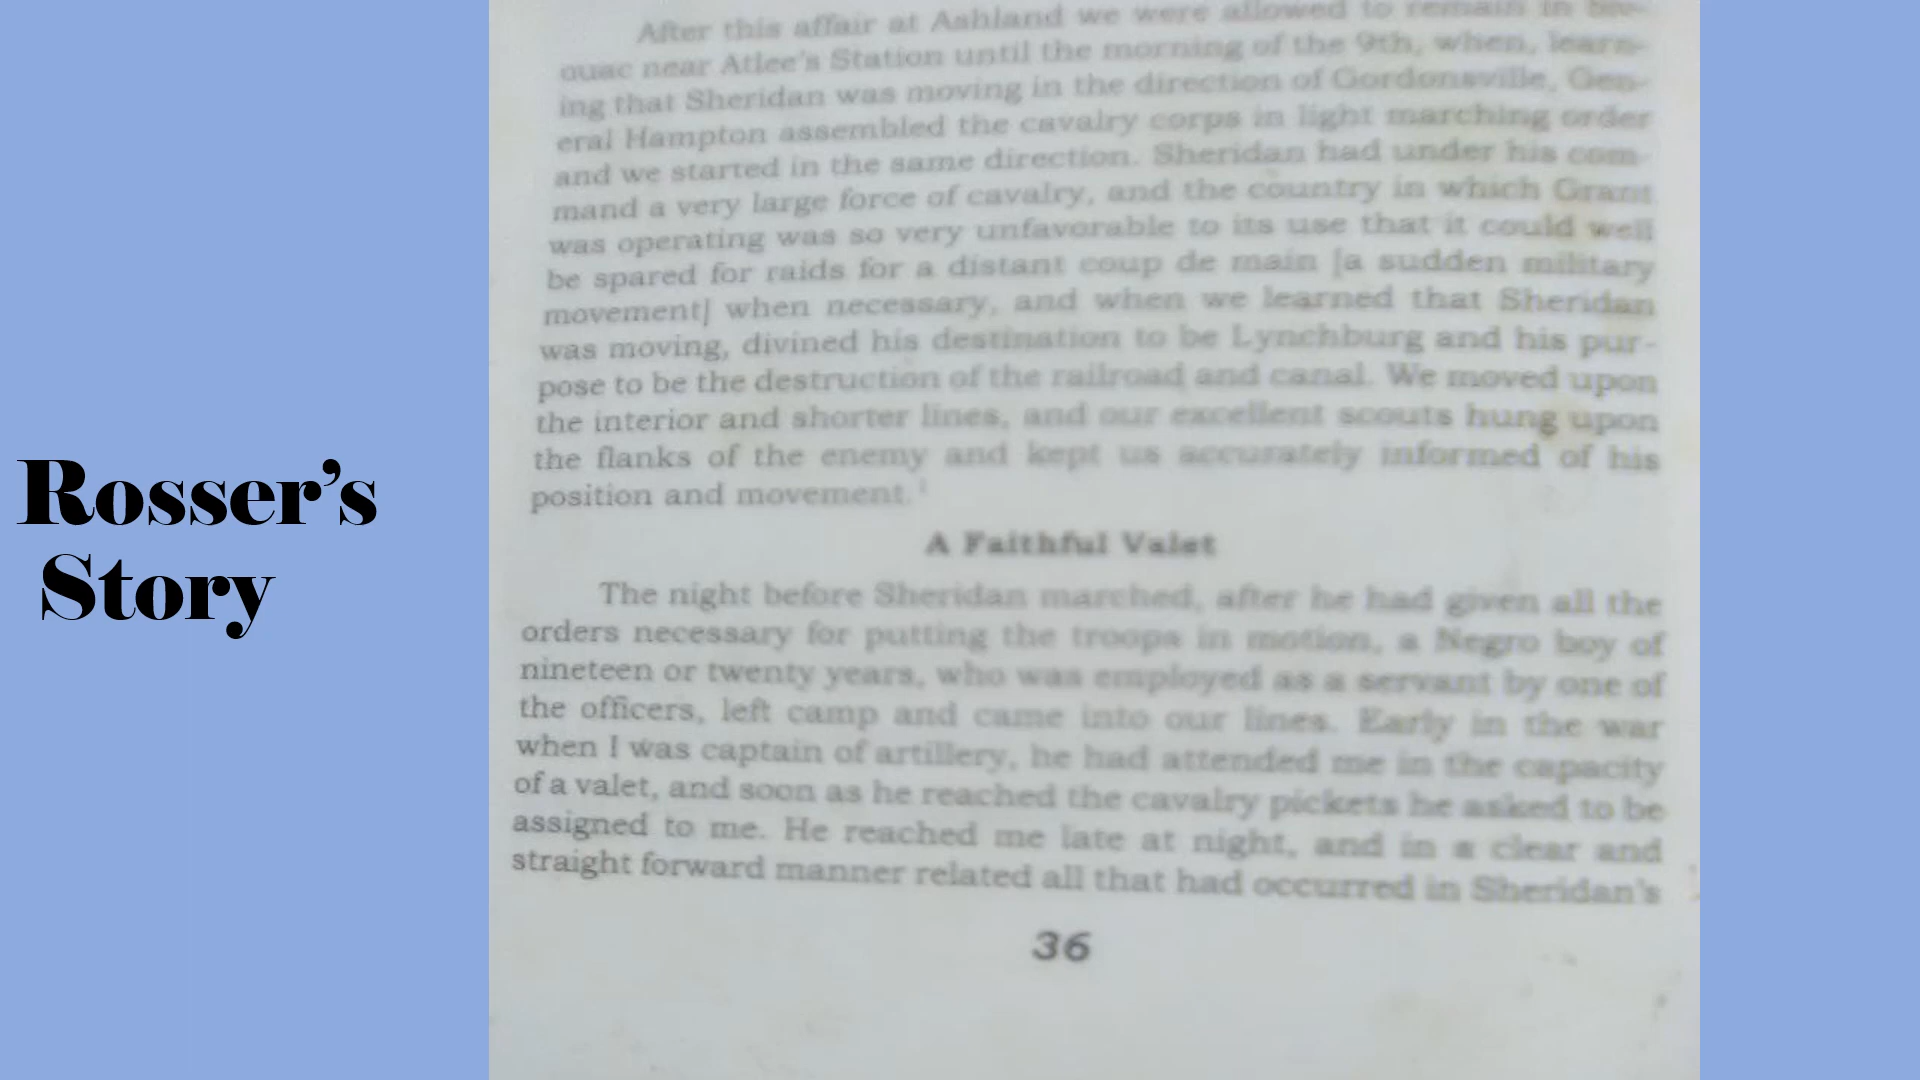 Rosser's
Story
After this affair at Ashland we were allowed to remain in biv-
ouac near Atlee's Station until the morning of the 9th, when, learn-
ing that Sheridan was moving in the direction of Gordonsville, Gen-
eral Hampton assembled the cavalry corps in light marching order
and we started in the same direction. Sheridan had under his com-
mand a very large force of cavalry, and the country in which Grant
was operating was so very unfavorable to its use that it could well
be spared for raids for a distant coup de main [a sudden military
movement] when necessary, and when we learned that Sheridan
was moving, divined his destination to be Lynchburg and his pur-
pose to be the destruction of the railroad and canal. We moved upon
the interior and shorter lines, and our excellent scouts hung upon
the flanks of the enemy and kept us accurately informed of his
position and movement.¹
A Faithful Valet
The night before Sheridan marched, after he had given all the
orders necessary for putting the troops in motion, a Negro boy of
nineteen or twenty years, who was employed as a servant by one of
the officers, left camp and came into our lines. Early in the war
when I was captain of artillery, he had attended me in the capacity
of a valet, and soon as he reached the cavalry pickets he asked to be
assigned to me. He reached me late at night, and in a clear and
straight forward manner related all that had occurred in Sheridan's
36